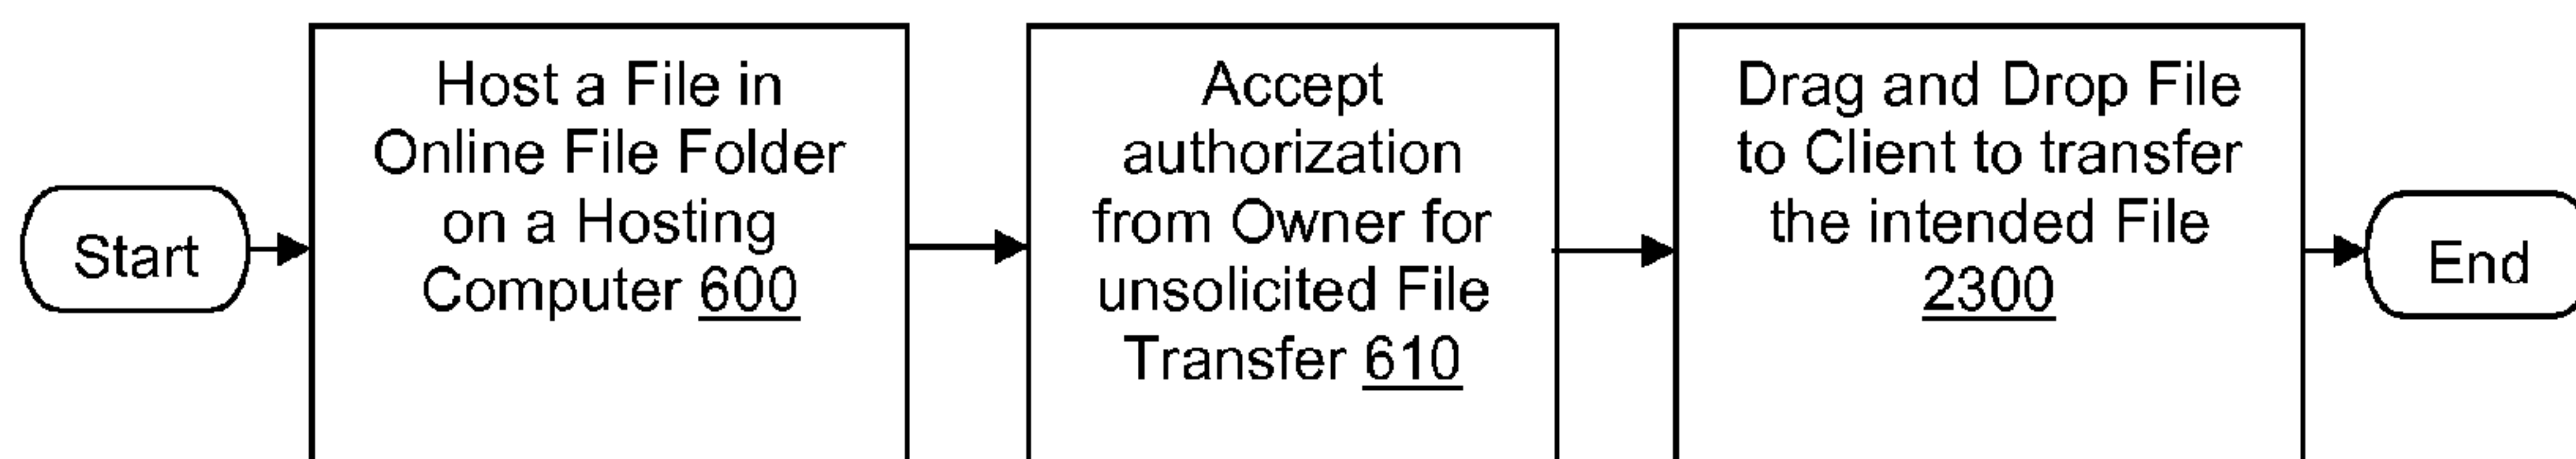 Start
Host a File in
Online File Folder
on a Hosting
Computer 600
Accept
authorization
from Owner for
unsolicited File
Transfer 610
Drag and Drop File
to Client to transfer
the intended File
2300
End